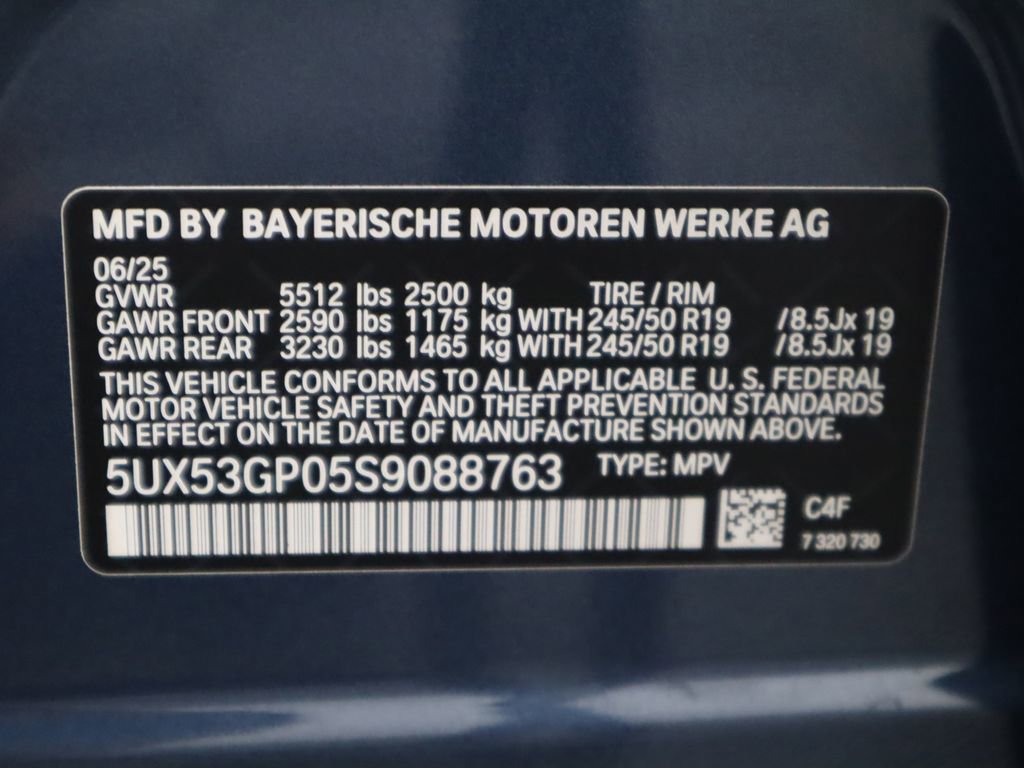 MFD BY BAYERISCHE MOTOREN WERKE AG
06/25
GVWR 5512 lbs 2500 kg TIRE / RIM
GAWR FRONT 2590 lbs 1175 kg WITH 245/50 R19 /8.5Jx 19
GAWR REAR 3230 lbs 1465 kg WITH 245/50 R19 /8.5Jx 19
THIS VEHICLE CONFORMS TO ALL APPLICABLE U. S. FEDERAL
MOTOR VEHICLE SAFETY AND THEFT PREVENTION STANDARDS
IN EFFECT ON THE DATE OF MANUFACTURE SHOWN ABOVE.
5UX53GP05S9088763 TYPE: MPV
C4F
7 320 730